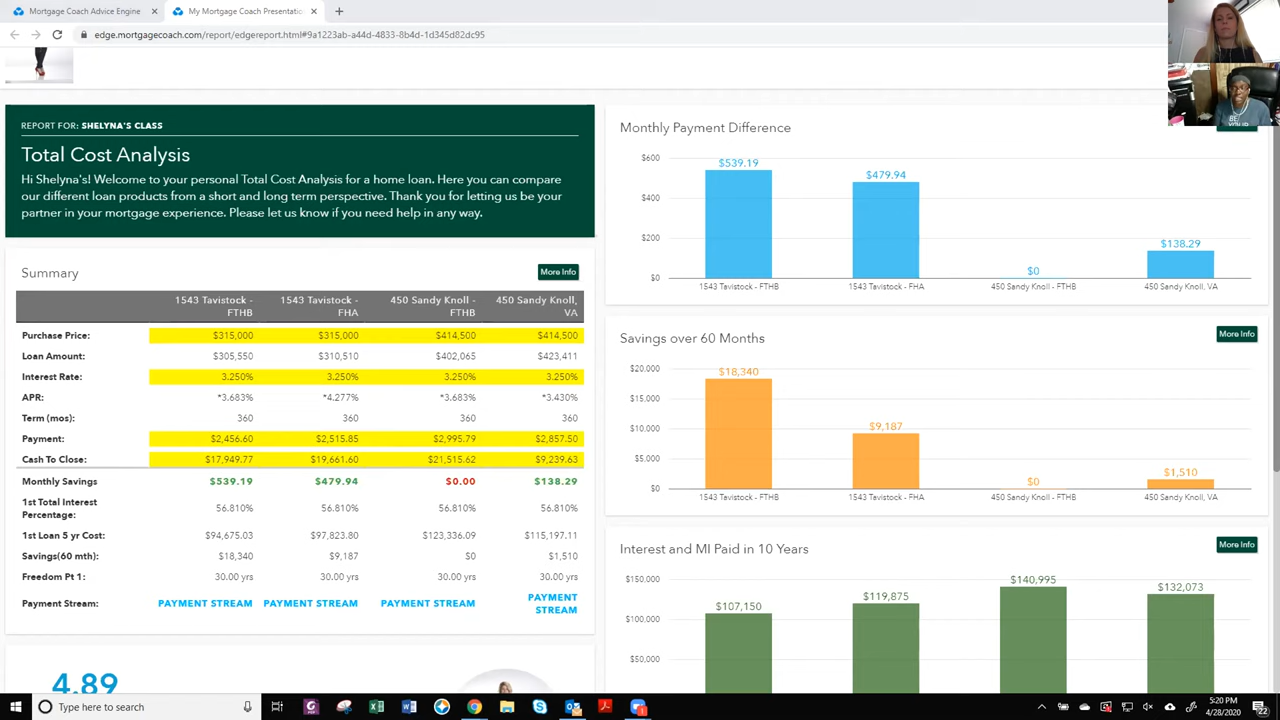 Mortgage Coach Advice Engine
My Mortgage Coach Presentatio
edge.mortgagecoach.com/report/edgereport.html#9a1223ab-a44d-4833-8b4d-1d345d82dc95
REPORT FOR: SHELYNA'S CLASS
Total Cost Analysis
Hi Shelyna's! Welcome to your personal Total Cost Analysis for a home loan. Here you can compare
our different loan products from a short and long term perspective. Thank you for letting us be your
partner in your mortgage experience. Please let us know if you need help in any way.
Summary
More Info
1543 Tavistock - FTHB 1543 Tavistock - FHA 450 Sandy Knoll - FTHB 450 Sandy Knoll, VA
Purchase Price: $315,000 $315,000 $414,500 $414,500
Loan Amount: $305,550 $310,510 $402,065 $423,411
Interest Rate: 3.250% 3.250% 3.250% 3.250%
APR: *3.683% *4.277% *3.683% *3.430%
Term (mos): 360 360 360 360
Payment: $2,456.60 $2,515.85 $2,995.79 $2,857.50
Cash To Close: $17,949.77 $19,661.60 $21,515.62 $9,239.63
Monthly Savings $539.19 $479.94 $0.00 $138.29
1st Total Interest
Percentage: 56.810% 56.810% 56.810% 56.810%
1st Loan 5 yr Cost: $94,675.03 $97,823.80 $123,336.09 $115,197.11
Savings(60 mth): $18,340 $9,187 $0 $1,510
Freedom Pt 1: 30.00 yrs 30.00 yrs 30.00 yrs 30.00 yrs
Payment Stream: PAYMENT STREAM PAYMENT STREAM PAYMENT STREAM PAYMENT STREAM
4.89
Monthly Payment Difference
$600
$400
$200
$0
$539.19
$479.94
$0
$138.29
1543 Tavistock - FTHB 1543 Tavistock - FHA 450 Sandy Knoll - FTHB 450 Sandy Knoll, VA
Savings over 60 Months
More Info
$20,000
$15,000
$10,000
$5,000
$0
$18,340
$9,187
$0
$1,510
1543 Tavistock - FTHB 1543 Tavistock - FHA 450 Sandy Knoll - FTHB 450 Sandy Knoll, VA
Interest and MI Paid in 10 Years
More Info
$150,000
$100,000
$50,000
$107,150
$119,875
$140,995
$132,073
Type here to search
5:20 PM
4/28/2020
22